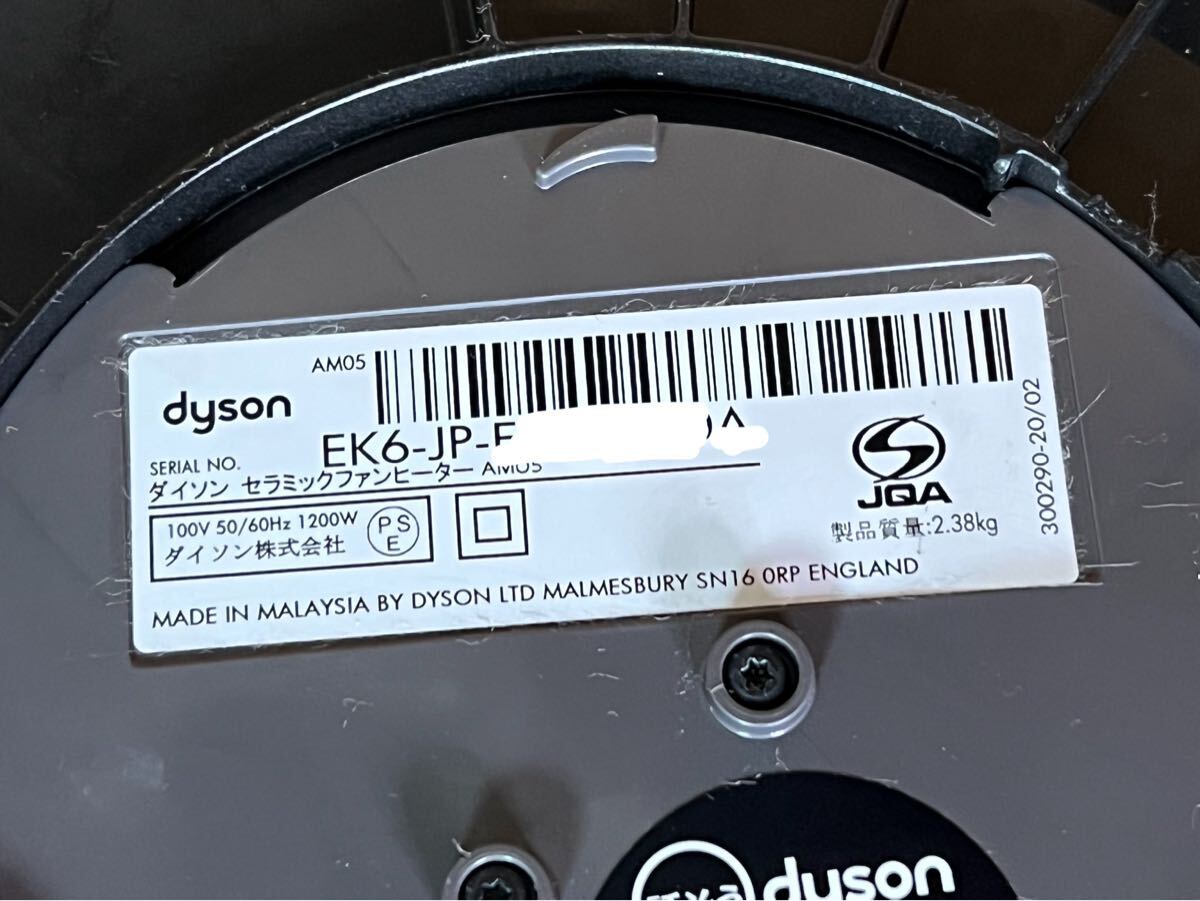 AM05
dyson
SERIAL NO. EK6-JP-
ダイソン セラミックファンヒーター AM05
100V 50/60Hz 1200W
ダイソン株式会社
PS
E
JQA
製品質量:2.38kg
MADE IN MALAYSIA BY DYSON LTD MALMESBURY SN16 0RP ENGLAND
300290-20/02
dyson